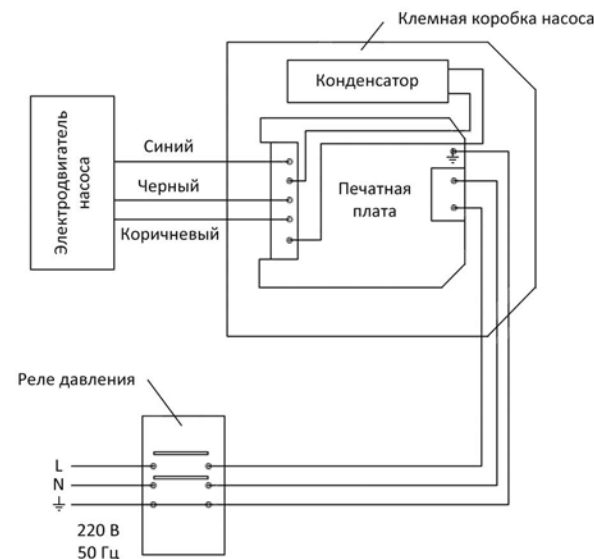 Клемная коробка насоса
Конденсатор
Электродвигатель
насоса
Синий
Черный
Коричневый
Печатная
плата
Реле давления
L
N
220 В
50 Гц